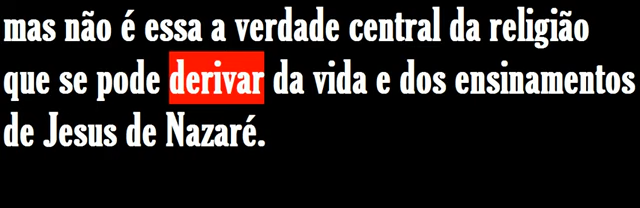 mas não é essa a verdade central da religião
que se pode derivar da vida e dos ensinamentos
de Jesus de Nazaré.